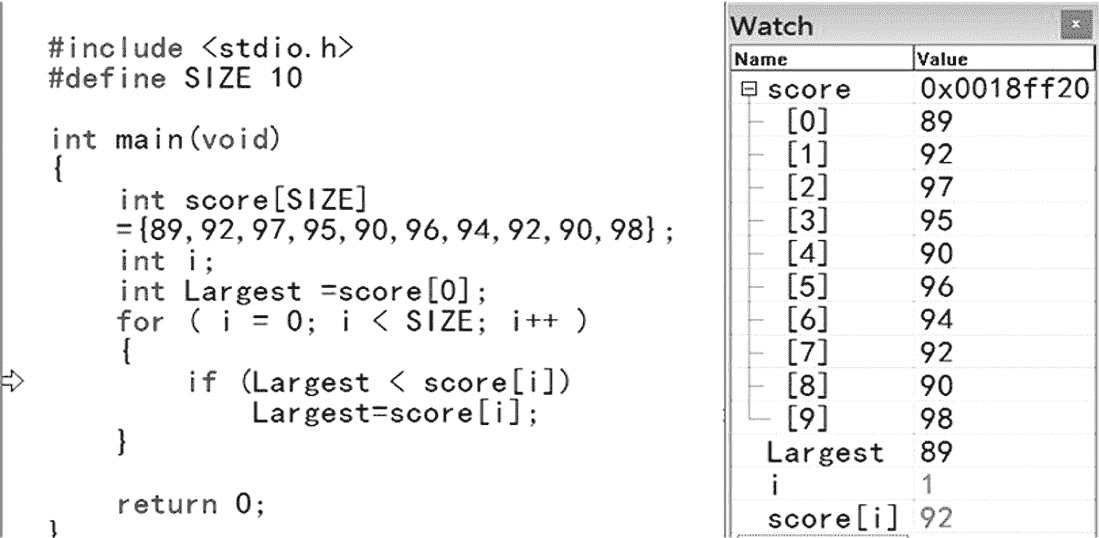 #include <stdio.h>
#define SIZE 10
int main(void)
{
int score[SIZE]
={89,92,97,95,90,96,94,92,90,98};
int i;
int Largest =score[0];
for ( i = 0; i < SIZE; i++ )
{
if (Largest < score[i])
Largest=score[i];
}
return 0;
}
Watch
Name Value
score 0x0018ff20
[0] 89
[1] 92
[2] 97
[3] 95
[4] 90
[5] 96
[6] 94
[7] 92
[8] 90
[9] 98
Largest 89
i 1
score[i] 92